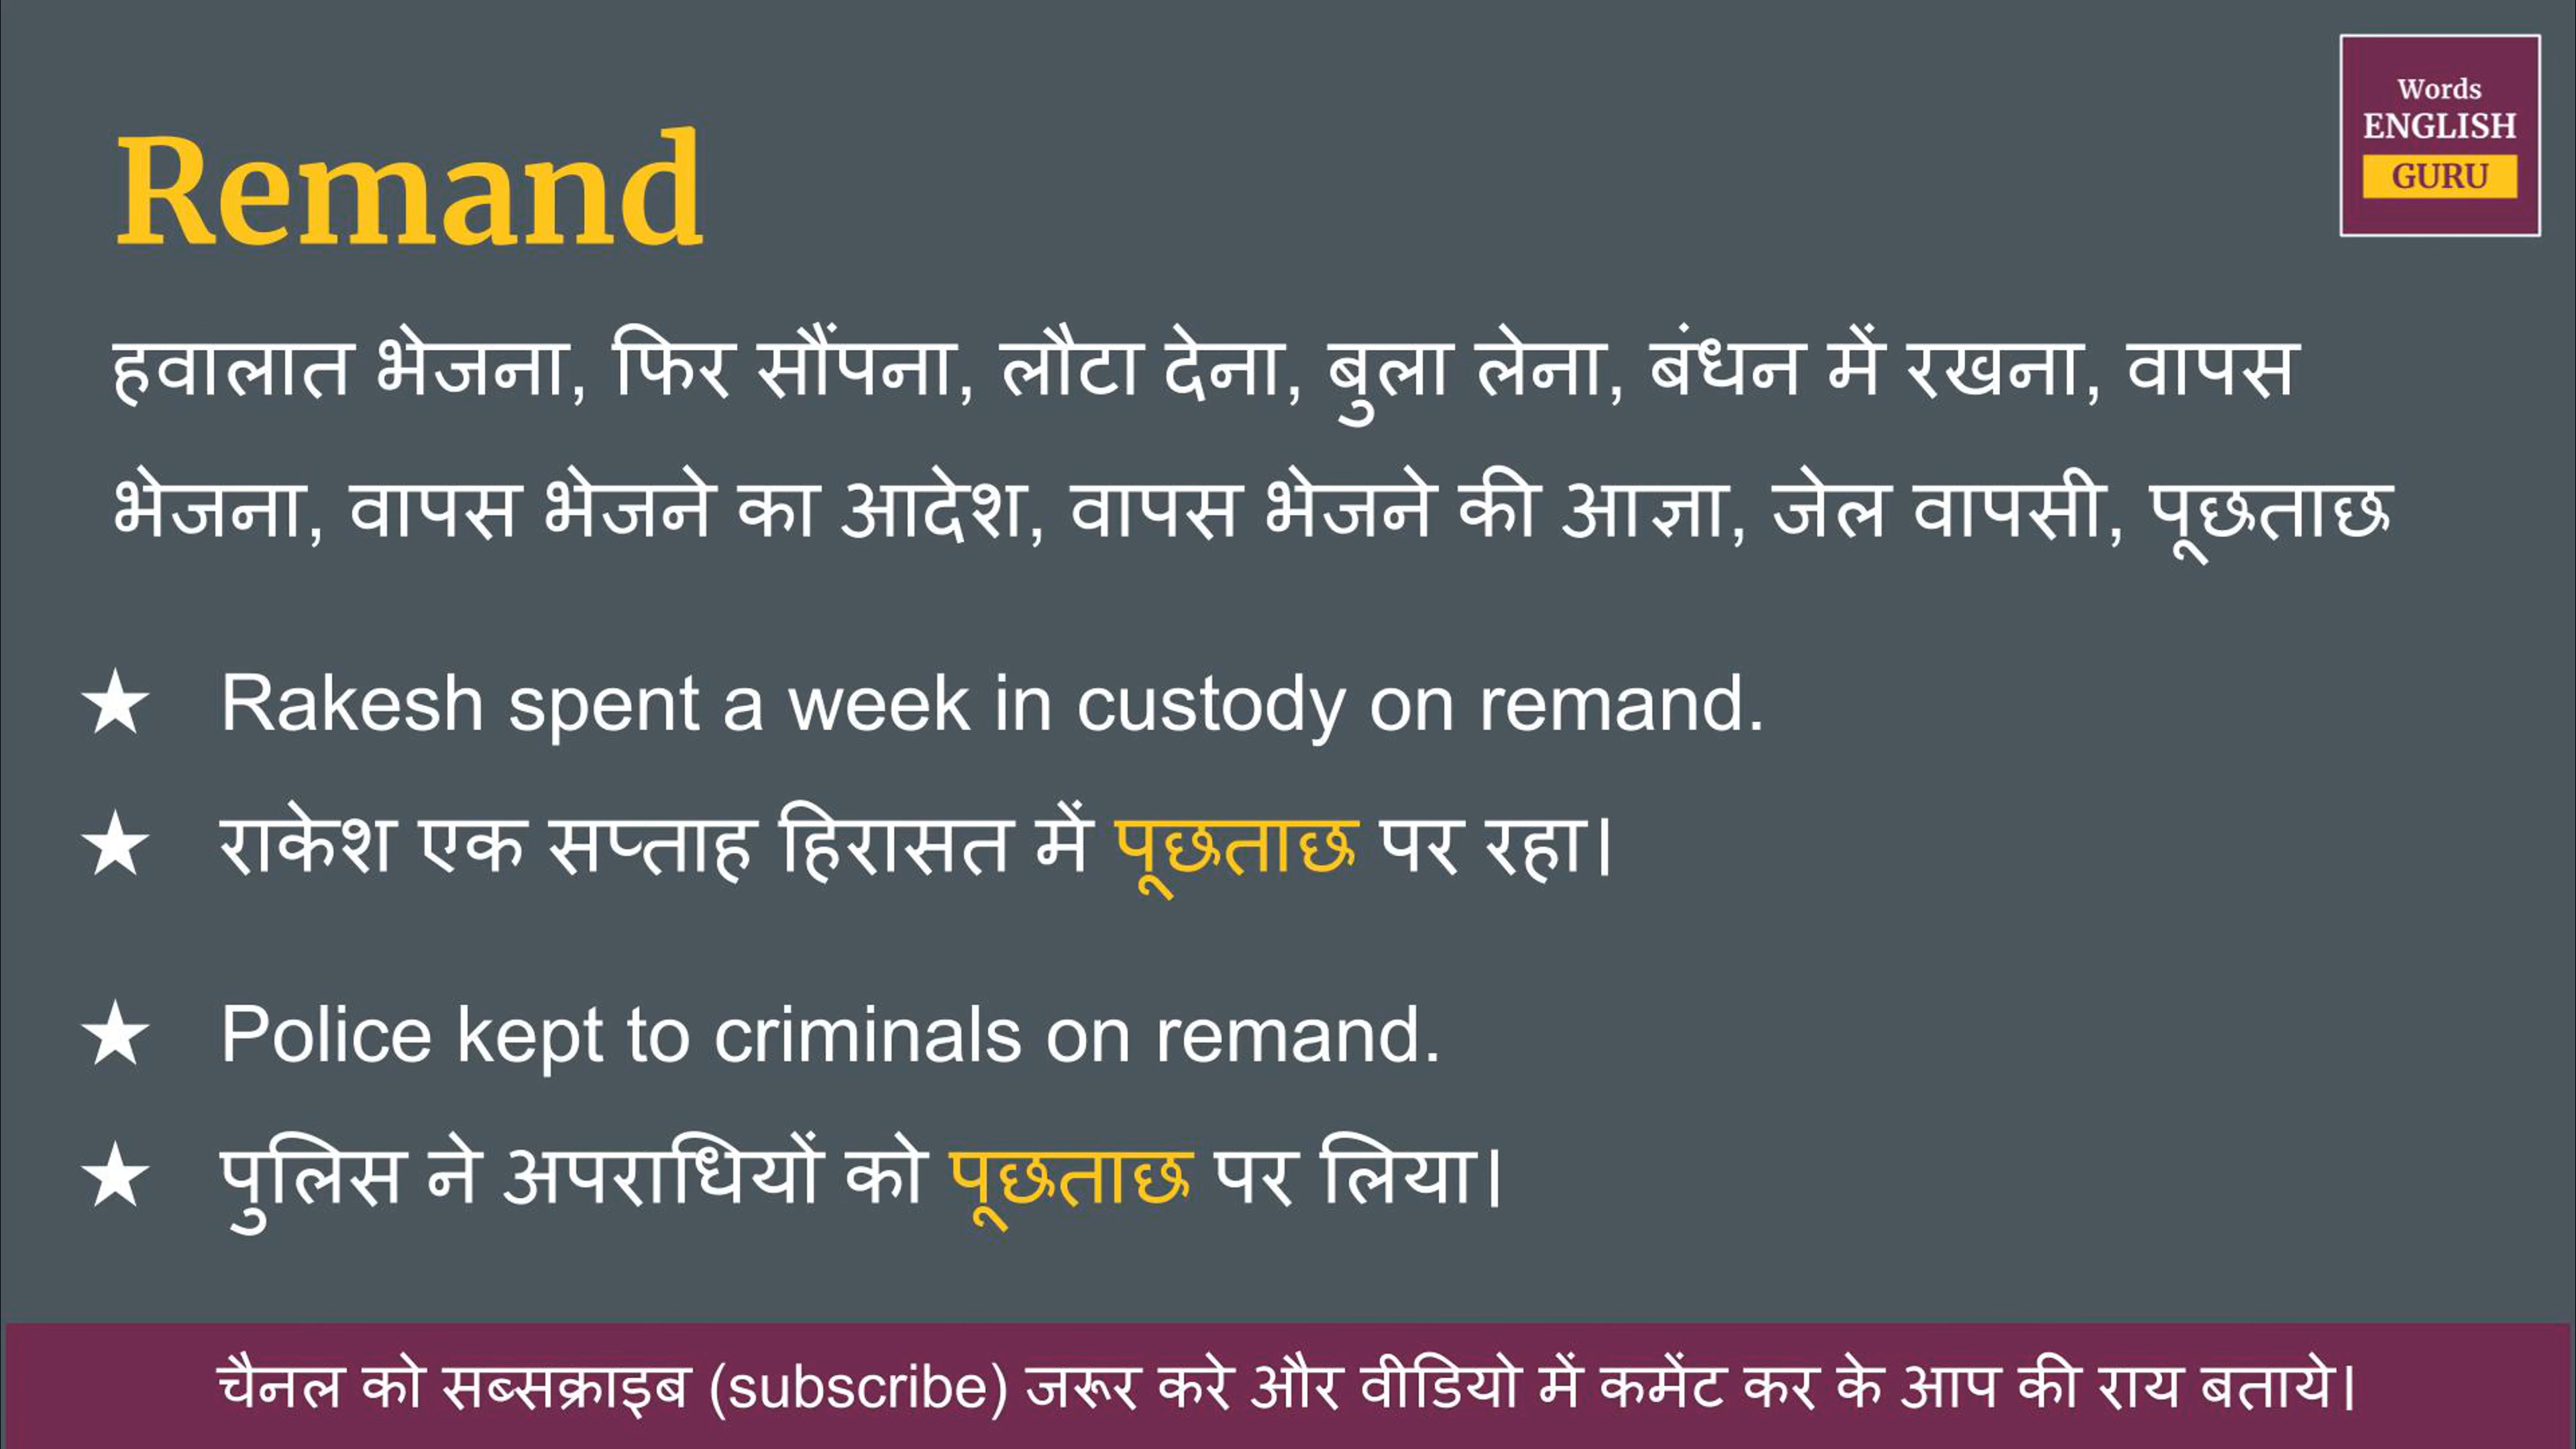 Words
ENGLISH
GURU
Remand
हवालात भेजना, फिर सौंपना, लौटा देना, बुला लेना, बंधन में रखना, वापस
भेजना, वापस भेजने का आदेश, वापस भेजने की आज्ञा, जेल वापसी, पूछताछ
★ Rakesh spent a week in custody on remand.
★ राकेश एक सप्ताह हिरासत में पूछताछ पर रहा।
★ Police kept to criminals on remand.
★ पुलिस ने अपराधियों को पूछताछ पर लिया।
चैनल को सब्सक्राइब (subscribe) जरूर करे और वीडियो में कमेंट कर के आप की राय बताये।